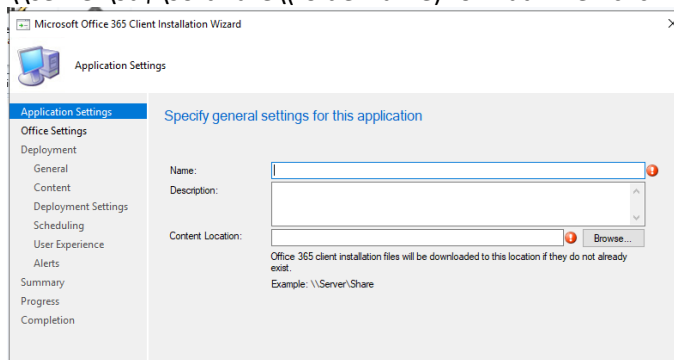 Microsoft Office 365 Client Installation Wizard
Application Settings
Application Settings
Office Settings
Deployment
General
Content
Deployment Settings
Scheduling
User Experience
Alerts
Summary
Progress
Completion
Specify general settings for this application
Name:
Description:
Content Location:
Browse...
Office 365 client installation files will be downloaded to this location if they do not already
exist.
Example: \\Server\Share